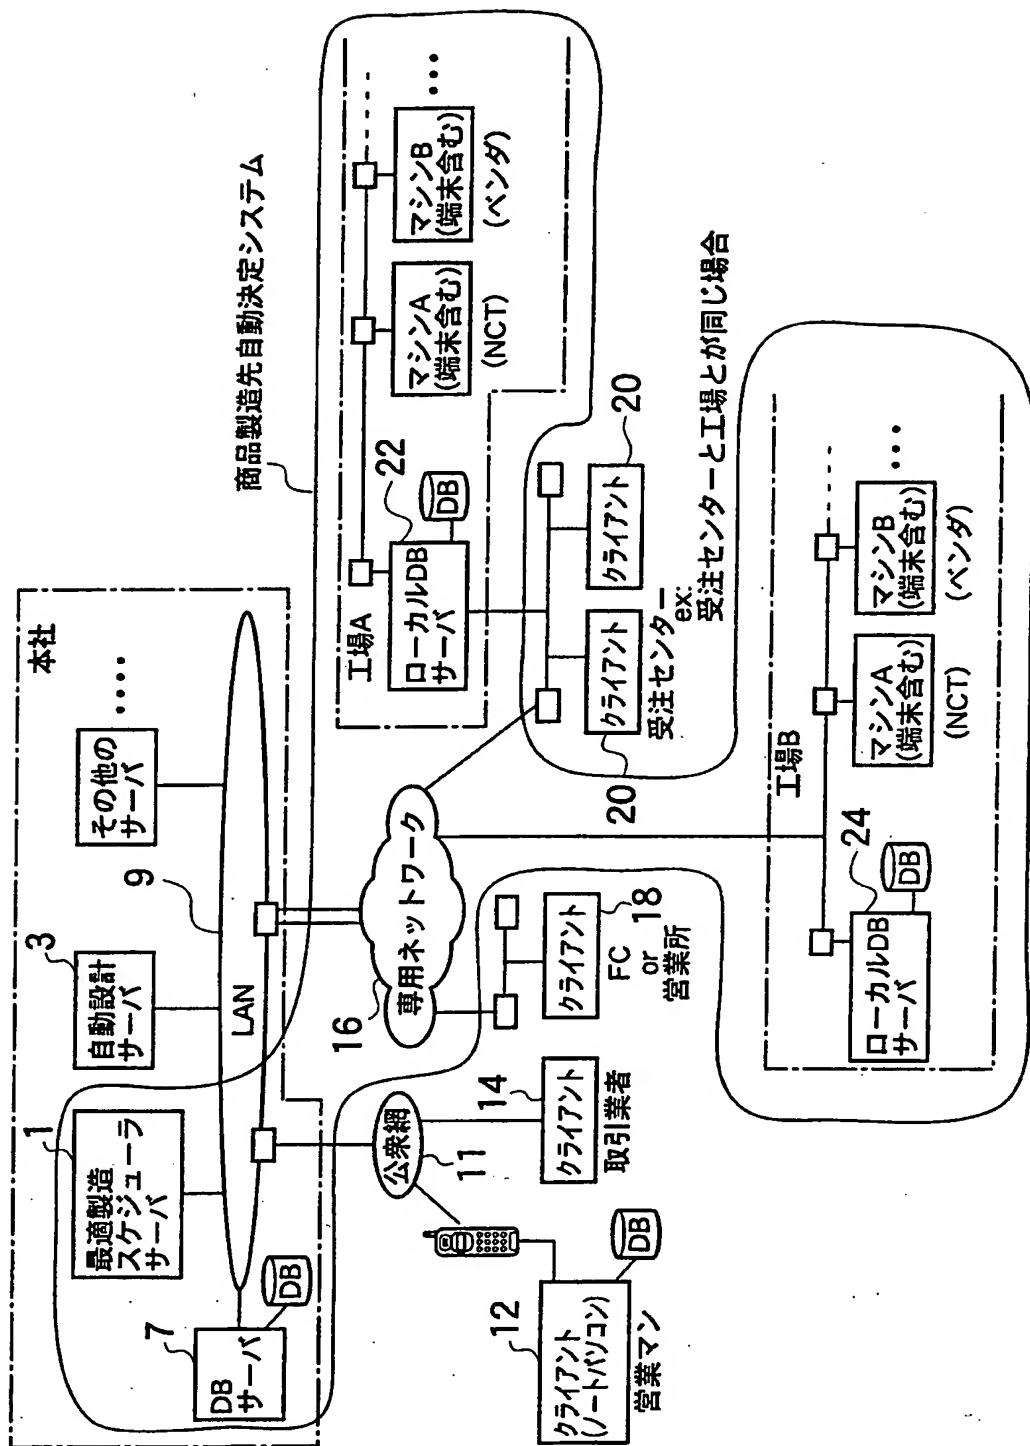 本社
1
最適製造
スケジューラ
サーバ
3
自動設計
サーバ
その他の
サーバ
‥‥
7
DB
サーバ
DB
LAN
9
商品製造先自動決定システム
16
専用ネットワーク
公衆網
11
12
クライアント
(ノートパソコン)
DB
営業マン
14
クライアント
取引業者
クライアント
18
FC
or
営業所
工場A
ローカルDB
サーバ
22
DB
マシンA
(端末含む)
(NCT)
マシンB
(端末含む)
(ベンダ)
•••
20
クライアント
受注センター
クライアント
20
ex:
受注センターと工場とが同じ場合
工場B
ローカルDB
サーバ
24
DB
マシンA
(端末含む)
(NCT)
マシンB
(端末含む)
(ベンダ)
•••